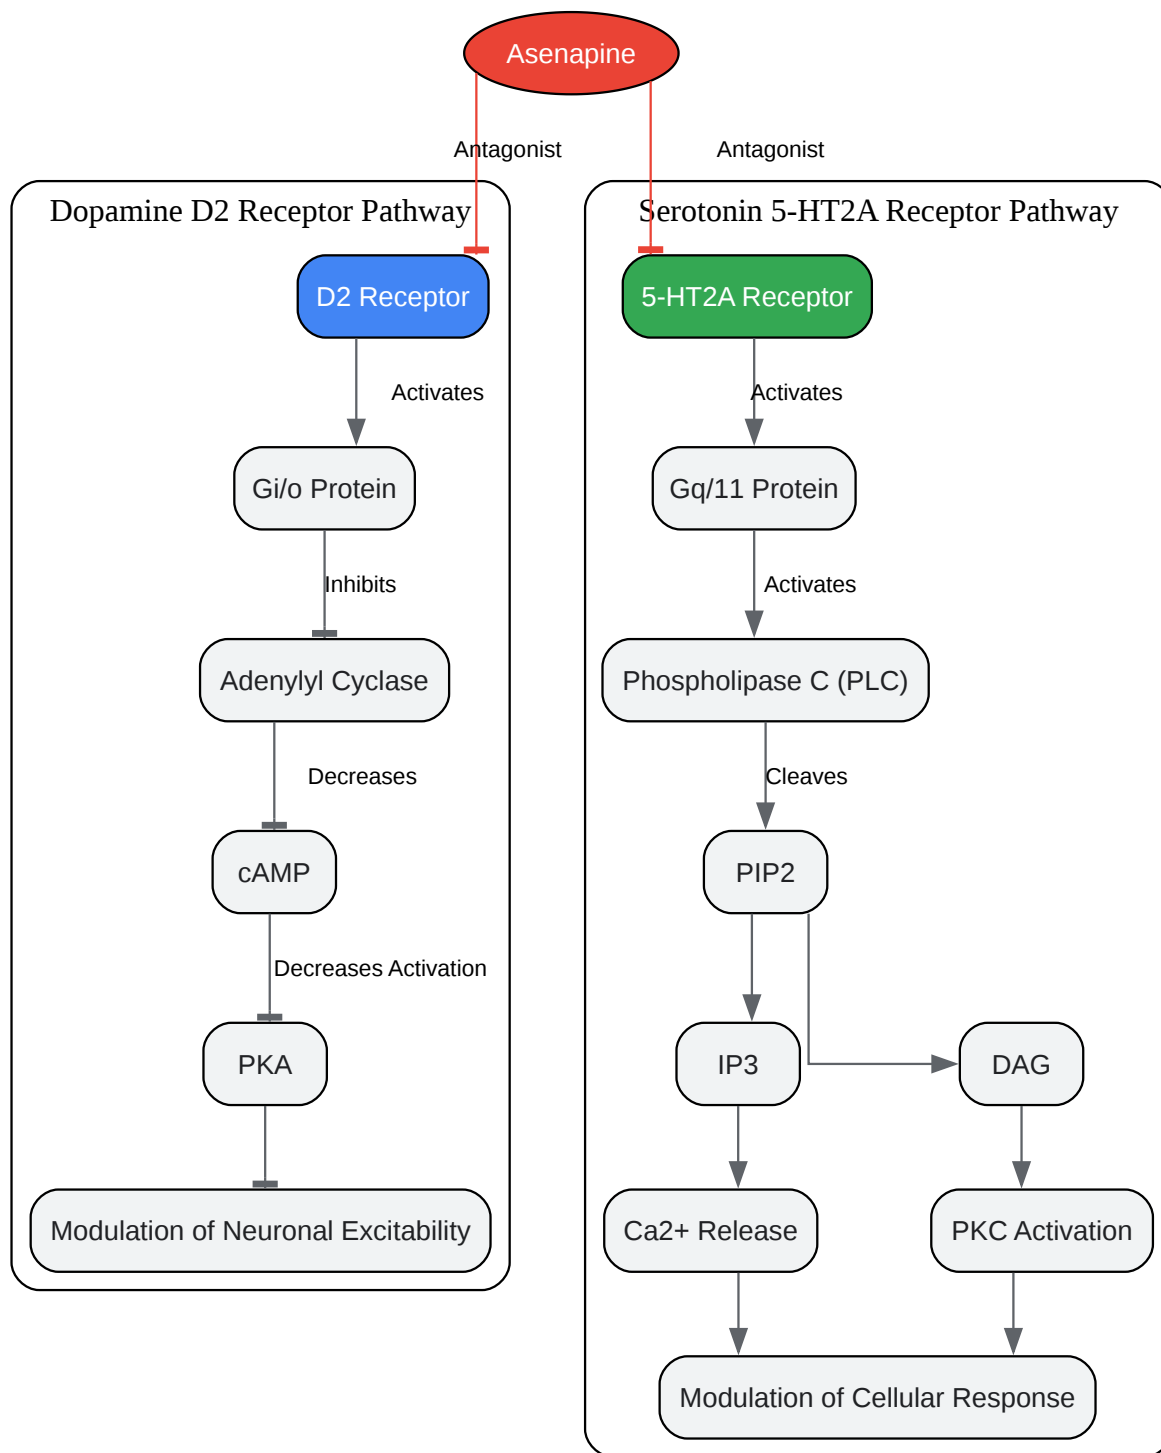 Asenapine
Antagonist
Antagonist
Dopamine D2 Receptor Pathway
D2 Receptor
Activates
Gi/o Protein
Inhibits
Adenylyl Cyclase
Decreases
cAMP
Decreases Activation
PKA
Modulation of Neuronal Excitability
Serotonin 5-HT2A Receptor Pathway
5-HT2A Receptor
Activates
Gq/11 Protein
Activates
Phospholipase C (PLC)
Cleaves
PIP2
IP3
DAG
Ca2+ Release
PKC Activation
Modulation of Cellular Response